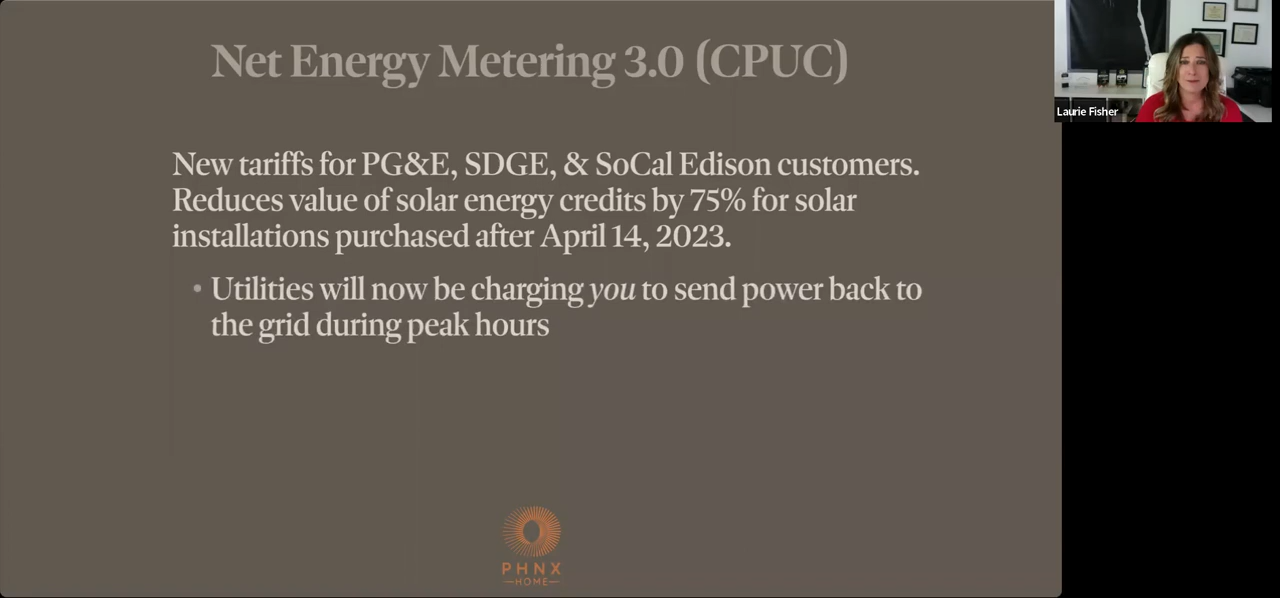 Net Energy Metering 3.0 (CPUC)
New tariffs for PG&E, SDGE, & SoCal Edison customers.
Reduces value of solar energy credits by 75% for solar
installations purchased after April 14, 2023.
• Utilities will now be charging you to send power back to
the grid during peak hours
PHNX
HOME
Laurie Fisher